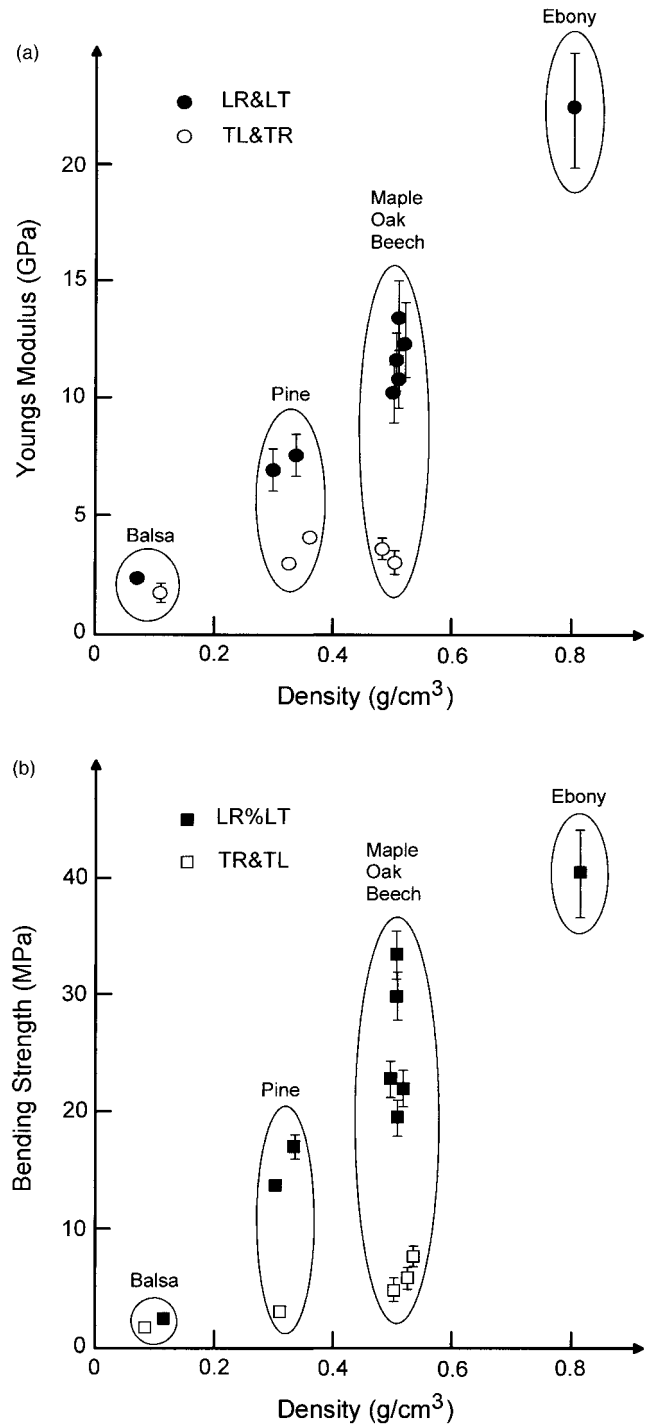 (a)
Ebony
LR&LT
TL&TR
20
Maple
Oak
Beech
15
Youngs Modulus (GPa)
10
Pine
5
Balsa
0
0 0.2 0.4 0.6 0.8
Density (g/cm³)
(b)
Ebony
LR%LT
TR&TL
Maple
Oak
Beech
40
30
Bending Strength (MPa)
20
Pine
10
Balsa
0
0 0.2 0.4 0.6 0.8
Density (g/cm³)